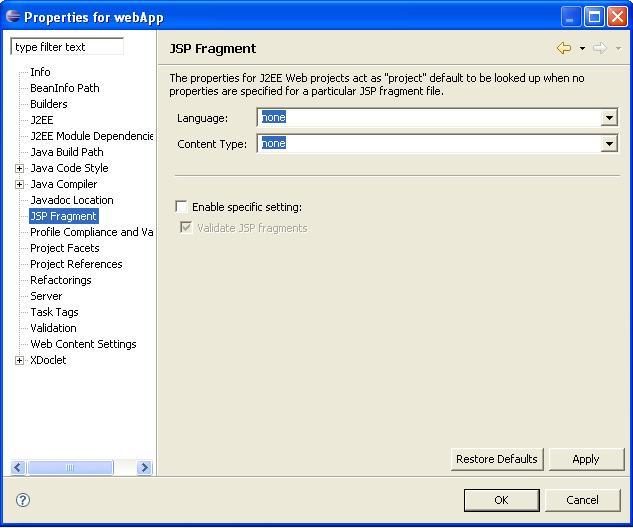 Properties for webApp
type filter text
Info
BeanInfo Path
Builders
J2EE
J2EE Module Dependencie
Java Build Path
Java Code Style
Java Compiler
Javadoc Location
JSP Fragment
Profile Compliance and Va
Project Facets
Project References
Refactorings
Server
Task Tags
Validation
Web Content Settings
XDoclet
JSP Fragment
The properties for J2EE Web projects act as "project" default to be looked up when no
properties are specified for a particular JSP fragment file.
Language: none
Content Type: none
Enable specific setting:
Validate JSP fragments
Restore Defaults Apply
? OK Cancel